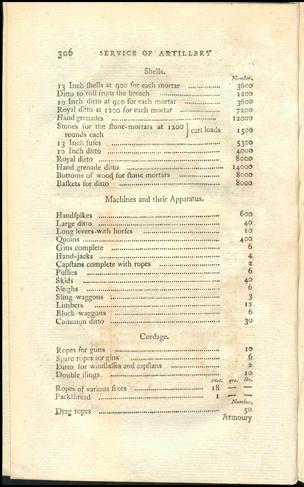 306 SERVICE OF ARTILLERY
Shells.
Number.
13 Inch shells at 900 for each mortar ... 3600
Ditto to roll from the breach ... 1200
10 Inch ditto at 900 for each mortar ... 3600
Royal ditto at 1200 for each mortar ... 7200
Hand grenades ... 12000
Stones for the stone-mortars at 1200 rounds each } cart loads 1500
13 Inch fuses ... 5300
10 Inch ditto ... 4000
Royal ditto ... 8000
Hand grenade ditto ... 14000
Bottoms of wood for stone mortars ... 8000
Baskets for ditto ... 8000
Machines and their Apparatus.
Handspikes ... 600
Large ditto ... 40
Long levers with horses ... 10
Quoins ... 400
Gins complete ... 6
Hand-jacks ... 4
Capstans complete with ropes ... 2
Pullies ... 6
Skids ... 40
Sleighs ... 6
Sling-waggons ... 3
Limbers ... 12
Block-waggons ... 6
Common ditto ... 30
Cordage.
Ropes for guns ... 10
Spare ropes for gins ... 6
Ditto for windlasses and capstans ... 2
Double slings ... 10
cwt. qrs. lbs.
Ropes of various sizes ... 18 — —
Packthread ... 1 — —
Number.
Drag ropes ... 50
Armoury